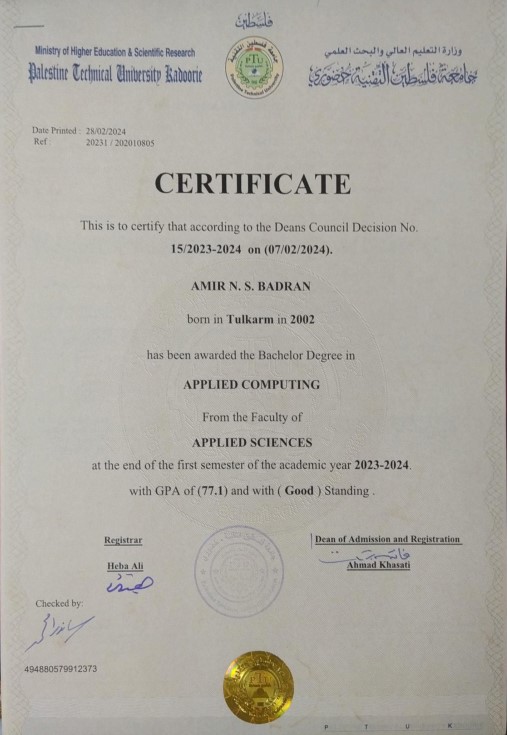 فلسطين
Ministry of Higher Education & Scientific Research
Palestine Technical University Kadoorie
وزارة التعليم العالي والبحث العلمي
جامعة فلسطين التقنية خضوري
PTU
Date Printed : 28/02/2024
Ref : 20231 / 202010805
CERTIFICATE
This is to certify that according to the Deans Council Decision No.
15/2023-2024 on (07/02/2024).
AMIR N. S. BADRAN
born in Tulkarm in 2002
has been awarded the Bachelor Degree in
APPLIED COMPUTING
From the Faculty of
APPLIED SCIENCES
at the end of the first semester of the academic year 2023-2024.
with GPA of (77.1) and with ( Good ) Standing .
Registrar
Dean of Admission and Registration
Heba Ali
Ahmad Khasati
Checked by:
494880579912373
PTU
P T U K